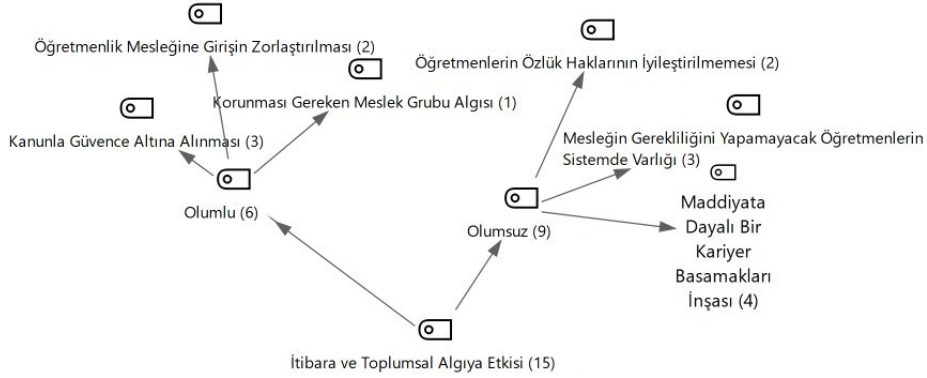 Öğretmenlik Mesleğine Girişin Zorlaştırılması (2)
Öğretmenlerin Özlük Haklarının İyileştirilmemesi (2)
Korunması Gereken Meslek Grubu Algısı (1)
Kanunla Güvence Altına Alınması (3)
Mesleğin Gerekliliğini Yapamayacak Öğretmenlerin
Sistemde Varlığı (3)
Maddiyata
Dayalı Bir
Kariyer
Basamakları
İnşası (4)
Olumlu (6)
Olumsuz (9)
İtibara ve Toplumsal Algıya Etkisi (15)